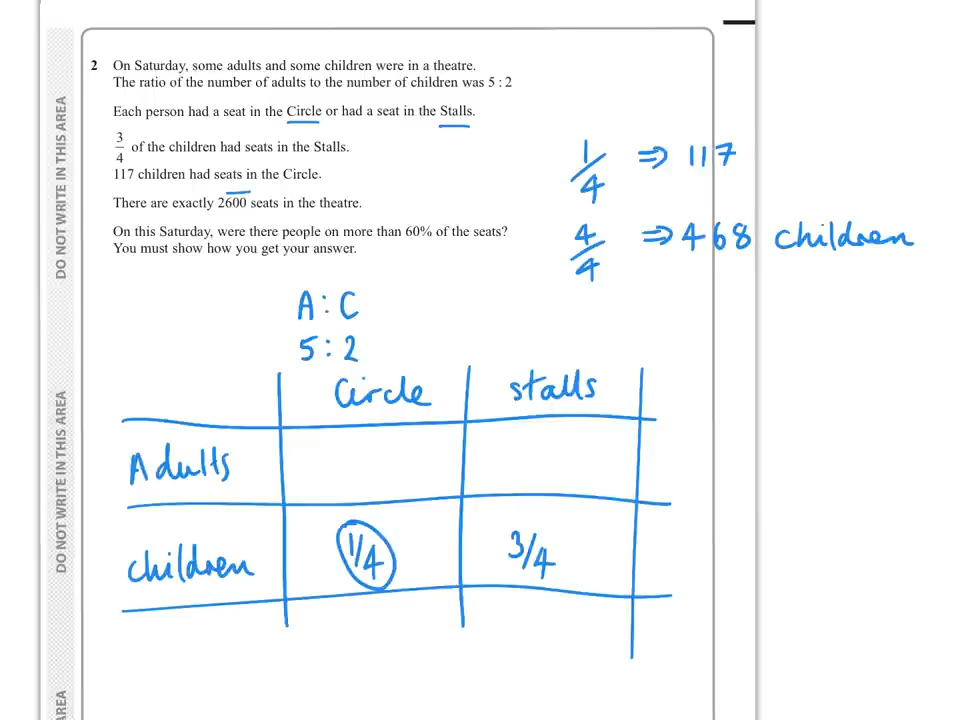 2 On Saturday, some adults and some children were in a theatre.
The ratio of the number of adults to the number of children was 5 : 2
Each person had a seat in the Circle or had a seat in the Stalls.
3/4 of the children had seats in the Stalls.
117 children had seats in the Circle.
There are exactly 2600 seats in the theatre.
On this Saturday, were there people on more than 60% of the seats?
You must show how you get your answer.
1/4 ⇒ 117
4/4 ⇒ 468 children
A : C
5 : 2
Circle stalls
Adults
children 1/4 3/4
DO NOT WRITE IN THIS AREA
DO NOT WRITE IN THIS AREA
AREA